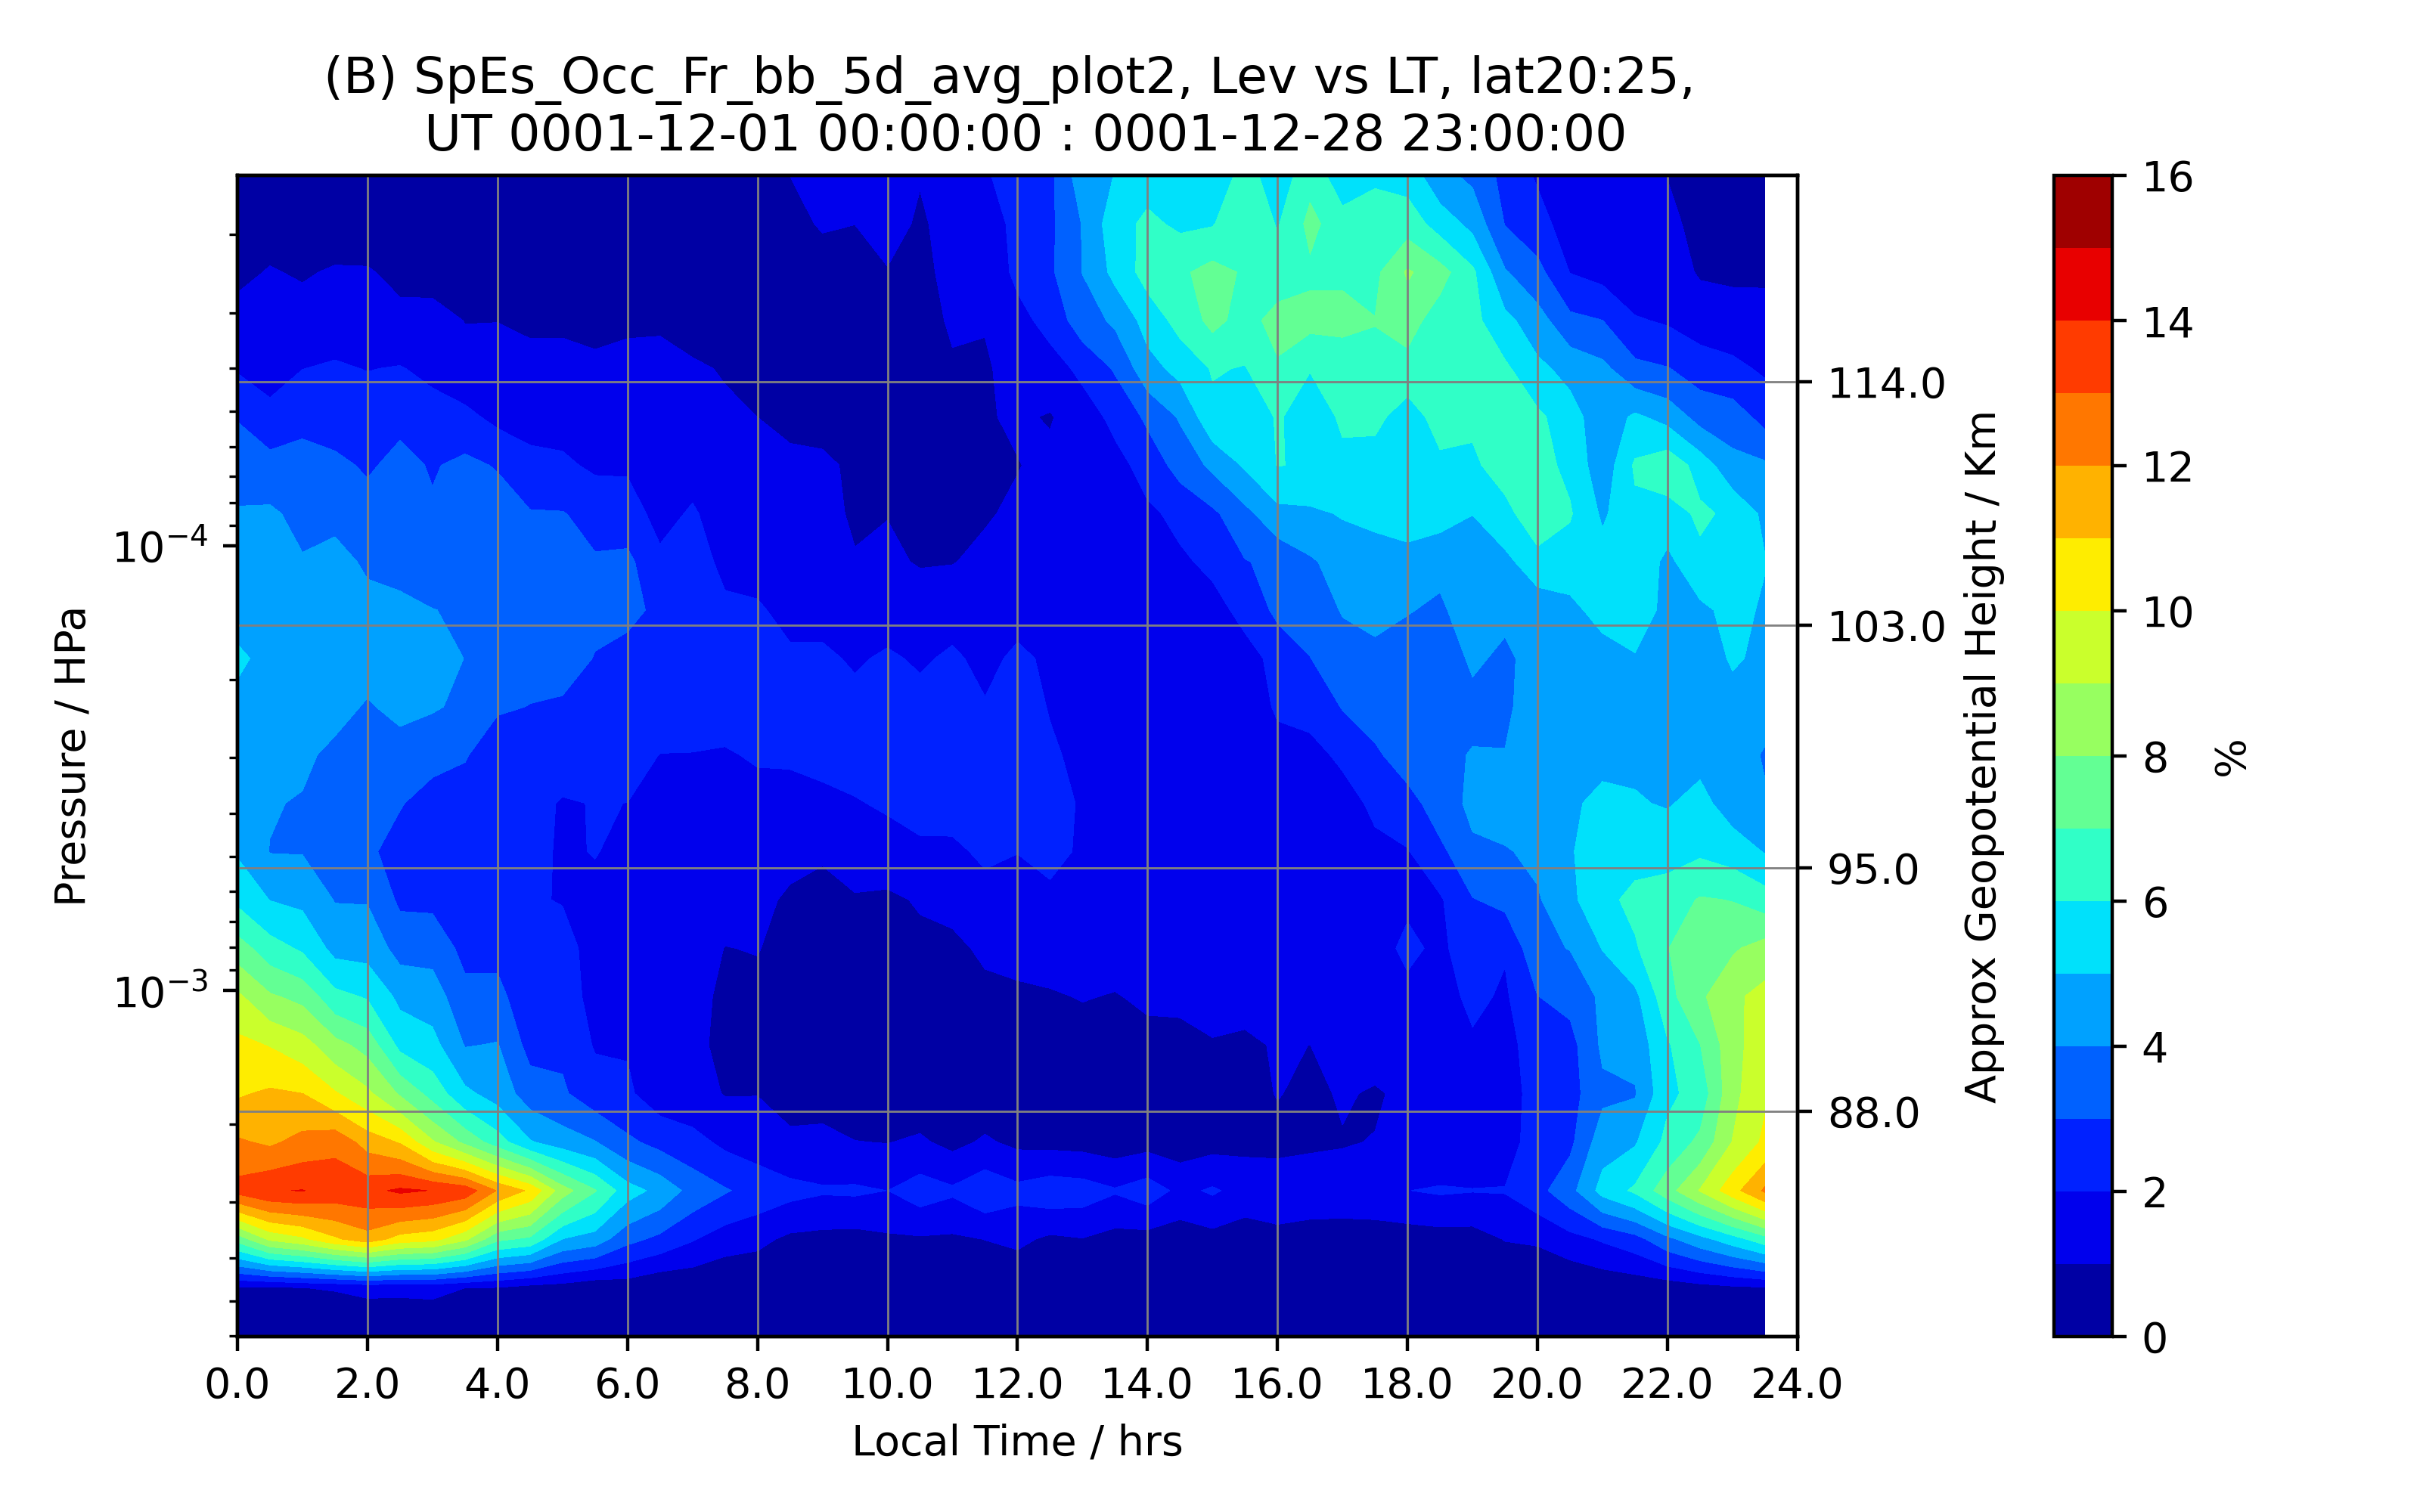 (B) SpEs_Occ_Fr_bb_5d_avg_plot2, Lev vs LT, lat20:25,
UT 0001-12-01 00:00:00 : 0001-12-28 23:00:00
Pressure / HPa
10⁻⁴
10⁻³
0.0 2.0 4.0 6.0 8.0 10.0 12.0 14.0 16.0 18.0 20.0 22.0 24.0
Local Time / hrs
114.0
103.0
95.0
88.0
Approx Geopotential Height / Km
16
14
12
10
8
6
4
2
0
%